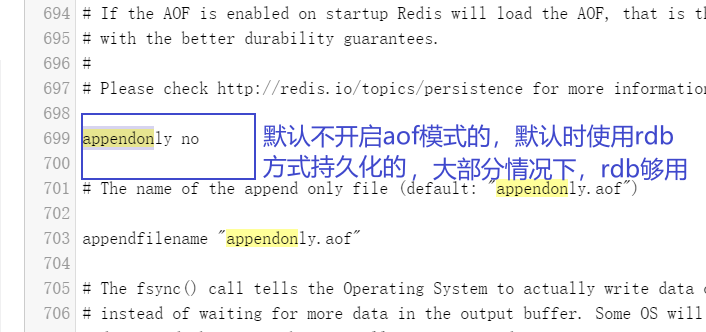 694 # If the AOF is enabled on startup Redis will load the AOF, that is th
695 # with the better durability guarantees.
696 #
697 # Please check http://redis.io/topics/persistence for more information
698
699 appendonly no
默认不开启aof模式的，默认时使用rdb
700
方式持久化的，大部分情况下，rdb够用
701 # The name of the append only file (default: "appendonly.aof")
702
703 appendfilename "appendonly.aof"
704
705 # The fsync() call tells the Operating System to actually write data
706 # instead of waiting for more data in the output buffer. Some OS will